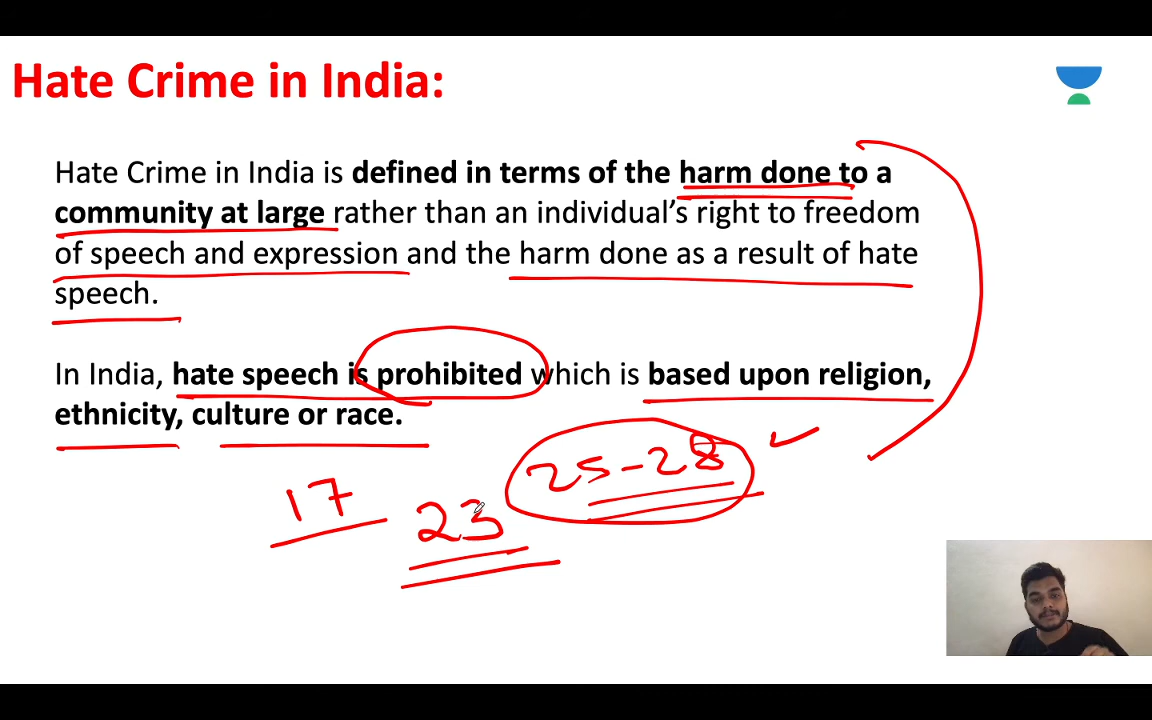 Hate Crime in India:
Hate Crime in India is defined in terms of the harm done to a
community at large rather than an individual's right to freedom
of speech and expression and the harm done as a result of hate
speech.
In India, hate speech is prohibited which is based upon religion,
ethnicity, culture or race.
25-28
17
23